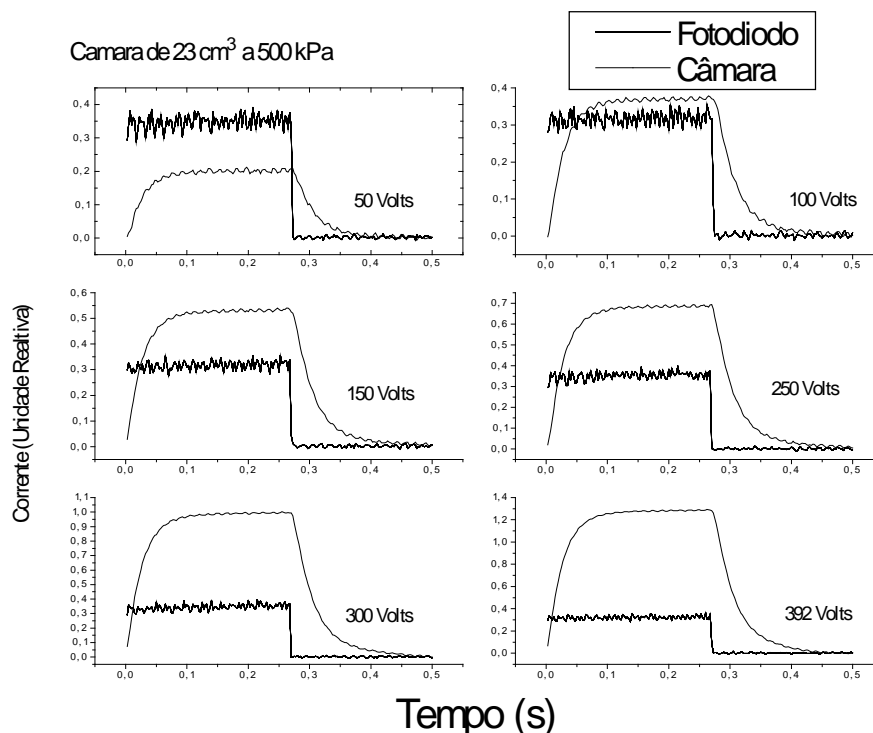 Camara de 23 cm³ a 500 kPa
Fotodiodo
Câmara
0,4
0,3
0,2
0,1
0,0
50 Volts
0,0 0,1 0,2 0,3 0,4 0,5
0,4
0,3
0,2
0,1
0,0
100 Volts
0,0 0,1 0,2 0,3 0,4 0,5
Corrente (Unidade Realtiva)
0,6
0,5
0,4
0,3
0,2
0,1
0,0
150 Volts
0,0 0,1 0,2 0,3 0,4 0,5
0,7
0,6
0,5
0,4
0,3
0,2
0,1
0,0
250 Volts
0,0 0,1 0,2 0,3 0,4 0,5
1,1
1,0
0,9
0,8
0,7
0,6
0,5
0,4
0,3
0,2
0,1
0,0
300 Volts
0,0 0,1 0,2 0,3 0,4 0,5
1,4
1,2
1,0
0,8
0,6
0,4
0,2
0,0
392 Volts
0,0 0,1 0,2 0,3 0,4 0,5
Tempo (s)